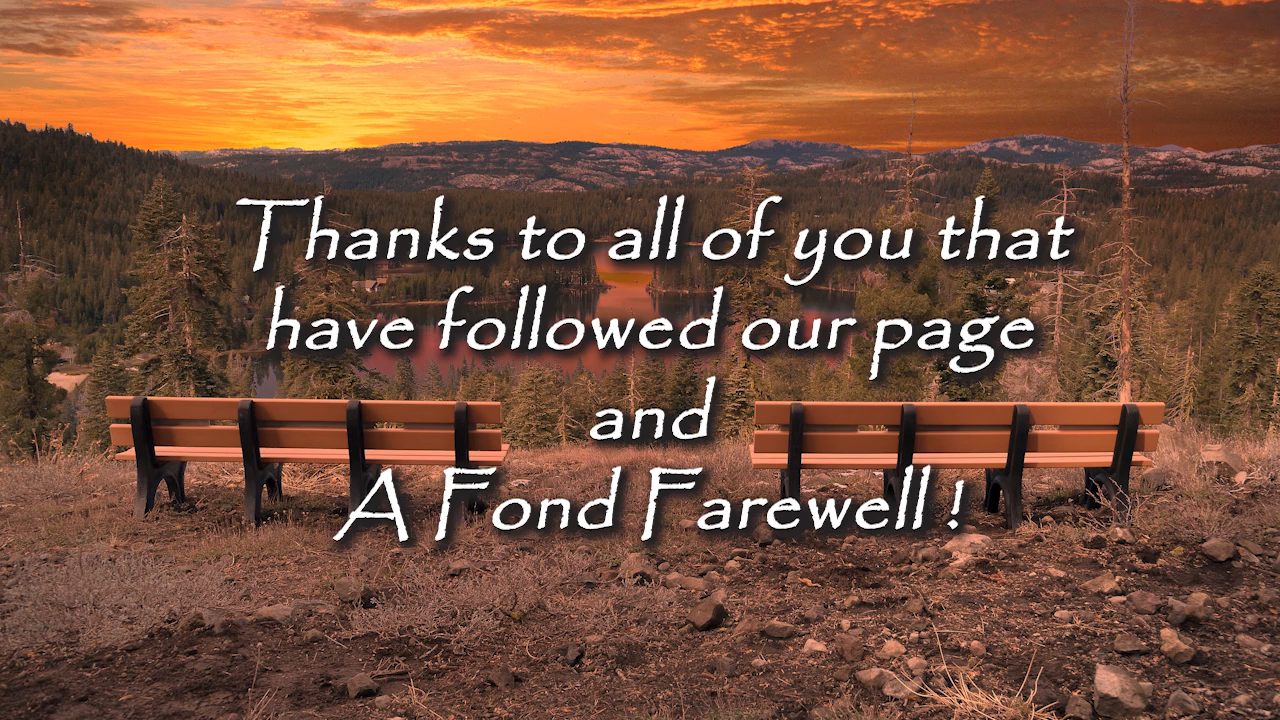 Thanks to all of you that
have followed our page
and
A Fond Farewell !